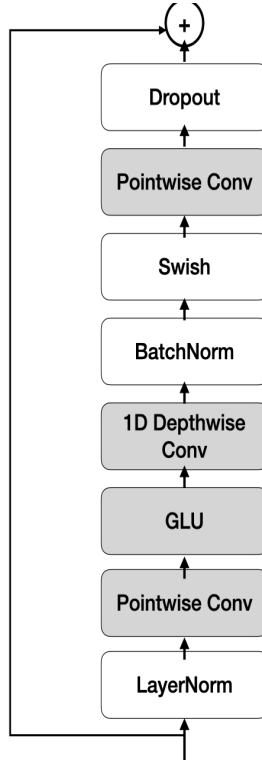 +
Dropout
Pointwise Conv
Swish
BatchNorm
1D Depthwise
Conv
GLU
Pointwise Conv
LayerNorm